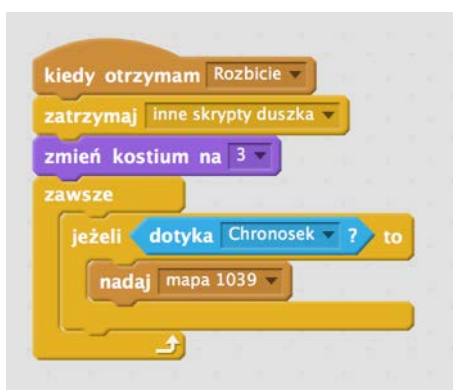 kiedy otrzymam Rozbicie
zatrzymaj inne skrypty duszka
zmień kostium na 3
zawsze
jeżeli dotyka Chronosek ? to
nadaj mapa 1039